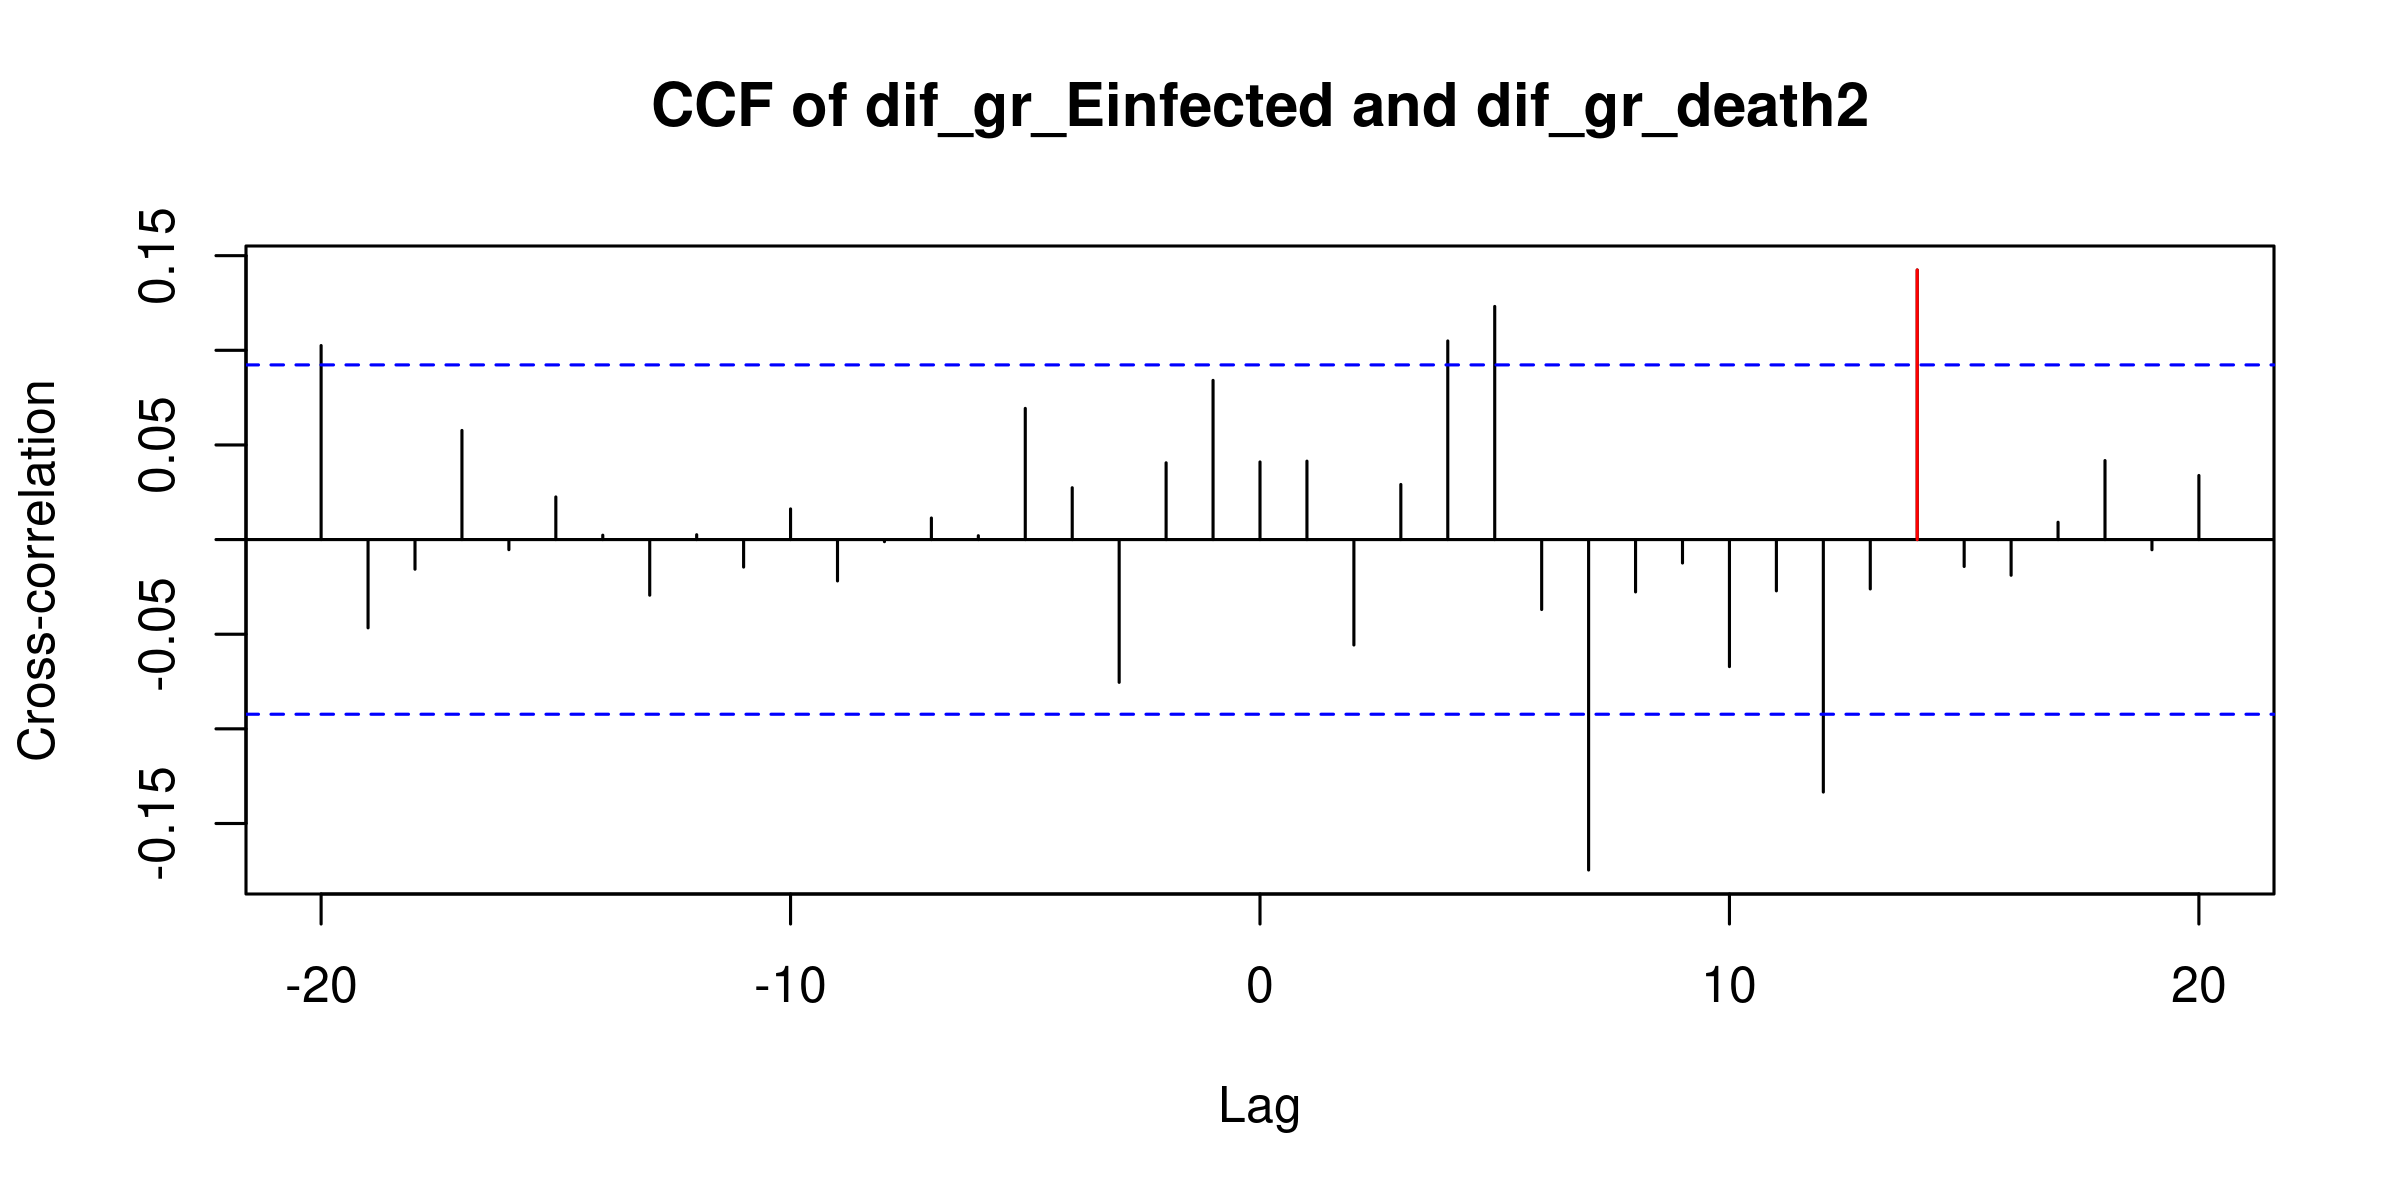 CCF of dif_gr_Einfected and dif_gr_death2
Cross-correlation
0.15
0.05
-0.05
-0.15
-20 -10 0 10 20
Lag